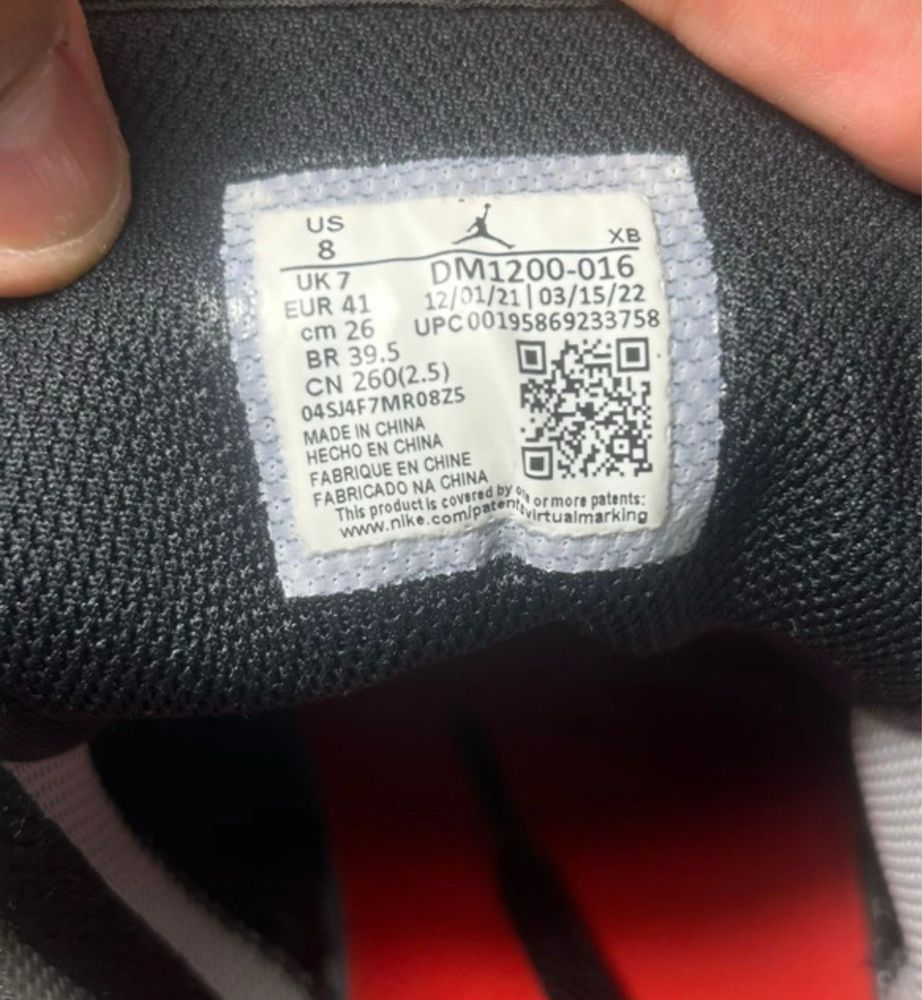 US
8
XB
UK 7
DM1200-016
EUR 41
12/01/21 | 03/15/22
cm 26
UPC 00195869233758
BR 39.5
CN 260(2.5)
04SJ4F7MR08Z5
MADE IN CHINA
HECHO EN CHINA
FABRIQUE EN CHINE
FABRICADO NA CHINA
This product is covered by one or more patents:
www.nike.com/patentsvirtualmarking